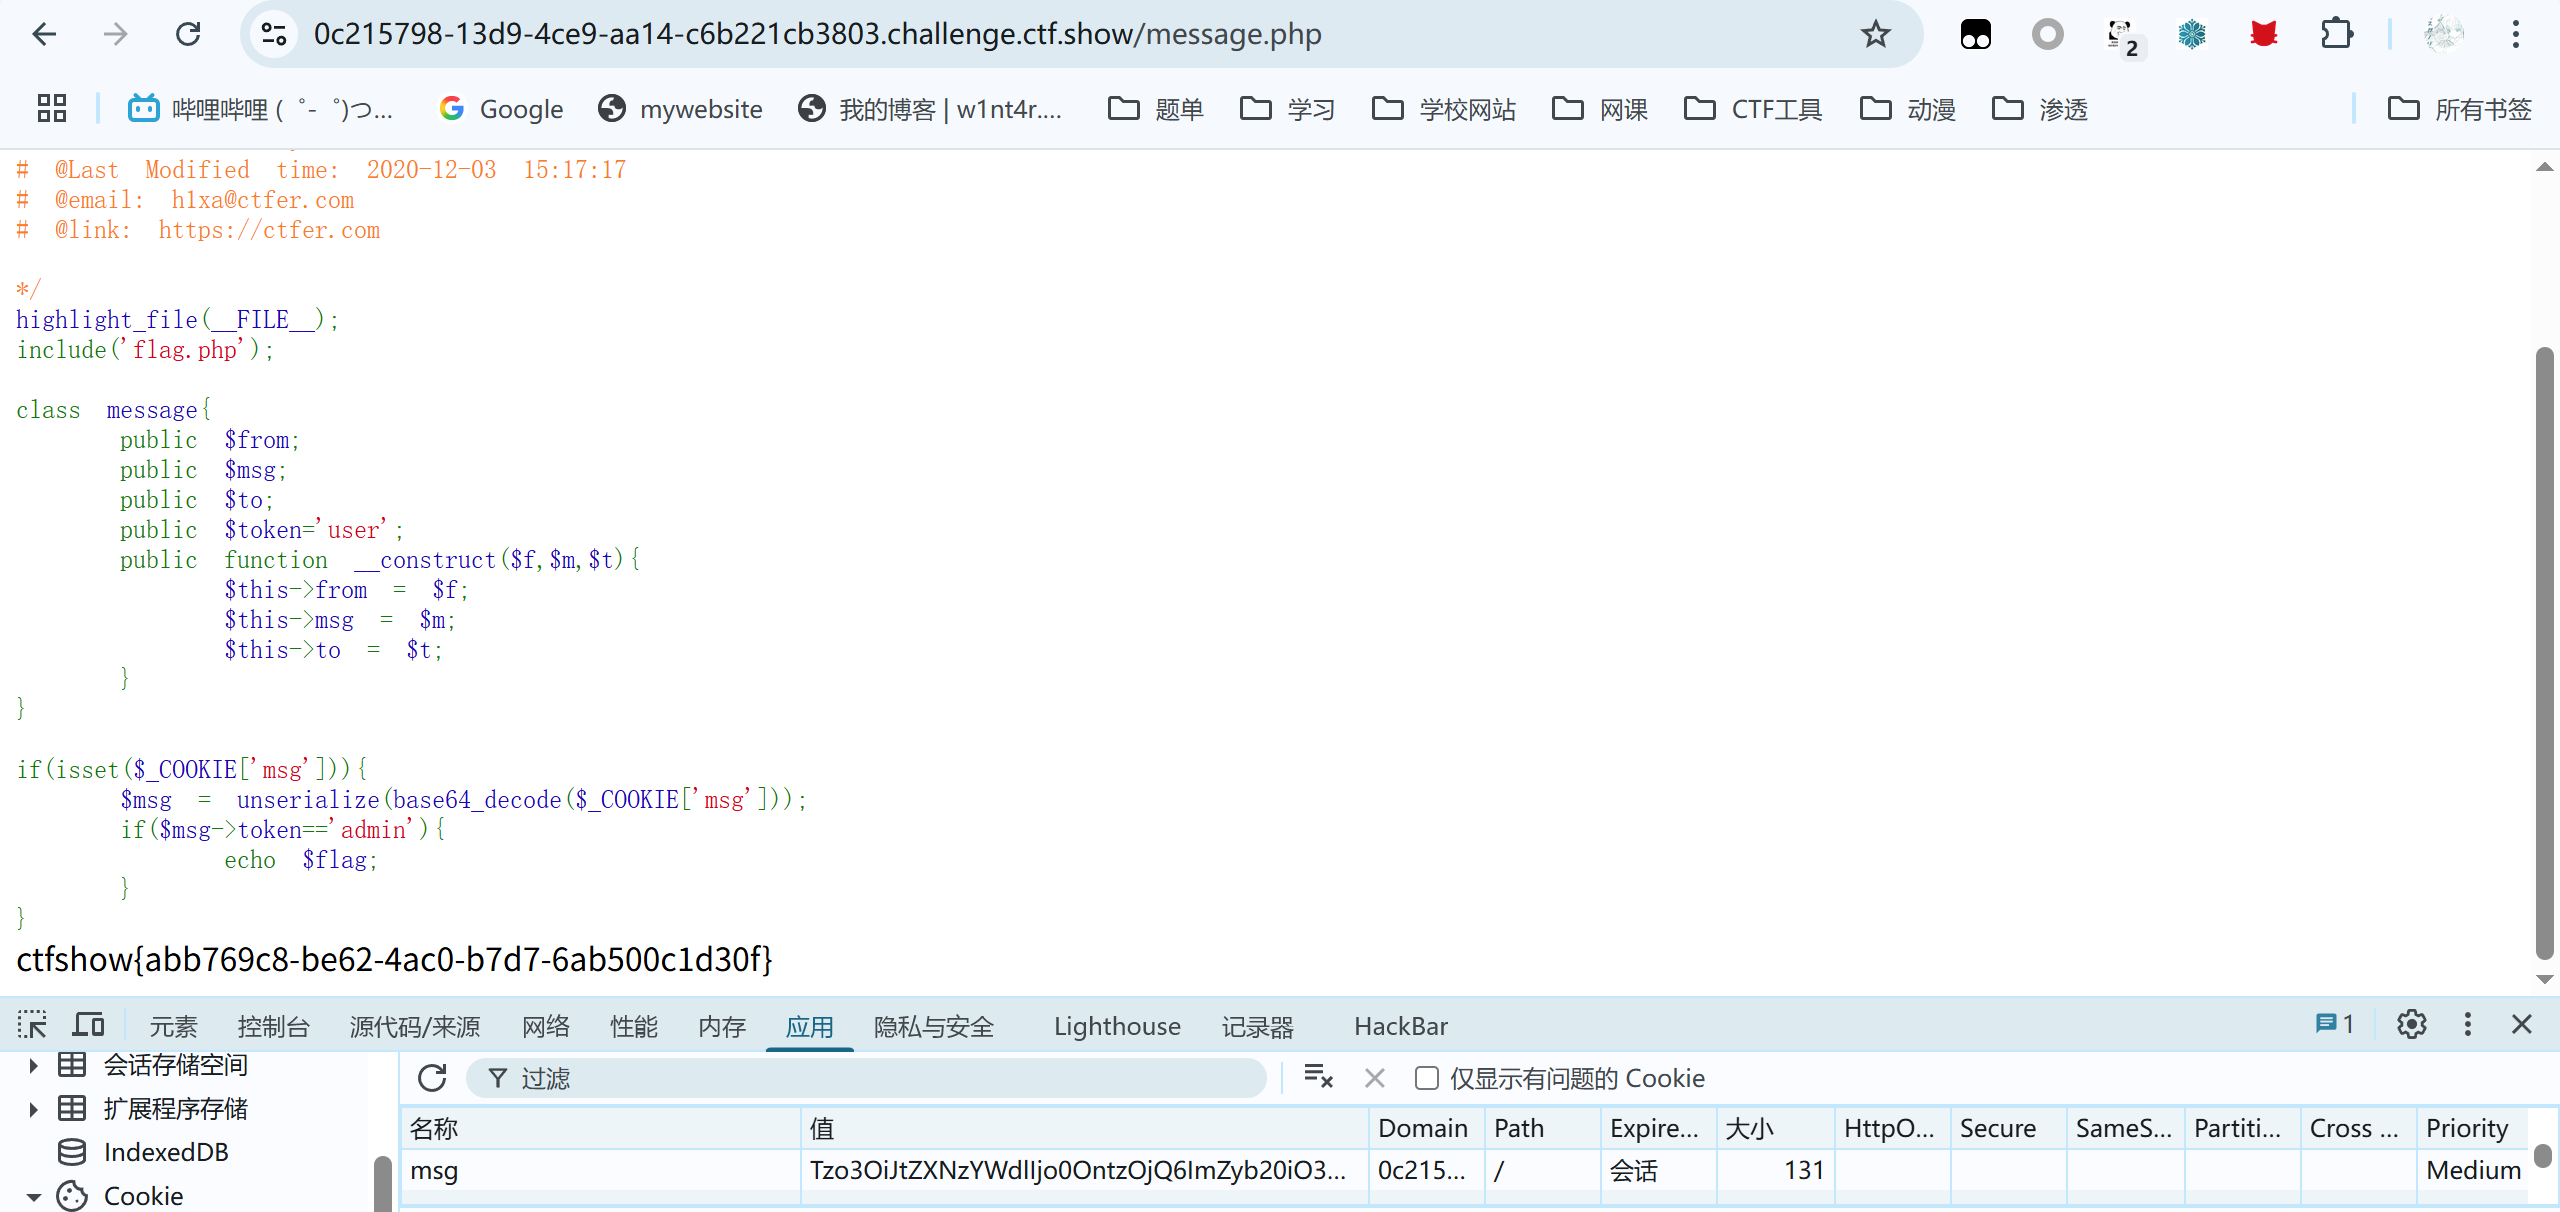 0c215798-13d9-4ce9-aa14-c6b221cb3803.challenge.ctf.show/message.php
2
哔哩哔哩 (゜-゜)つ... Google mywebsite 我的博客 | w1nt4r.... 题单 学习 学校网站 网课 CTF工具 动漫 渗透 所有书签
# @Last Modified time: 2020-12-03 15:17:17
# @email: h1xa@ctfer.com
# @link: https://ctfer.com
*/
highlight_file(__FILE__);
include('flag.php');
class message{
public $from;
public $msg;
public $to;
public $token='user';
public function __construct($f,$m,$t){
$this->from = $f;
$this->msg = $m;
$this->to = $t;
}
}
if(isset($_COOKIE['msg'])){
$msg = unserialize(base64_decode($_COOKIE['msg']));
if($msg->token=='admin'){
echo $flag;
}
}
ctfshow{abb769c8-be62-4ac0-b7d7-6ab500c1d30f}
元素 控制台 源代码/来源 网络 性能 内存 应用 隐私与安全 Lighthouse 记录器 HackBar 1
会话存储空间
扩展程序存储
IndexedDB
Cookie
过滤 仅显示有问题的 Cookie
名称 值 Domain Path Expire... 大小 HttpO... Secure SameS... Partiti... Cross ... Priority
msg Tzo3OiJtZXNzYWdlIjo0OntzOjQ6ImZyb20iO3... 0c215... / 会话 131 Medium